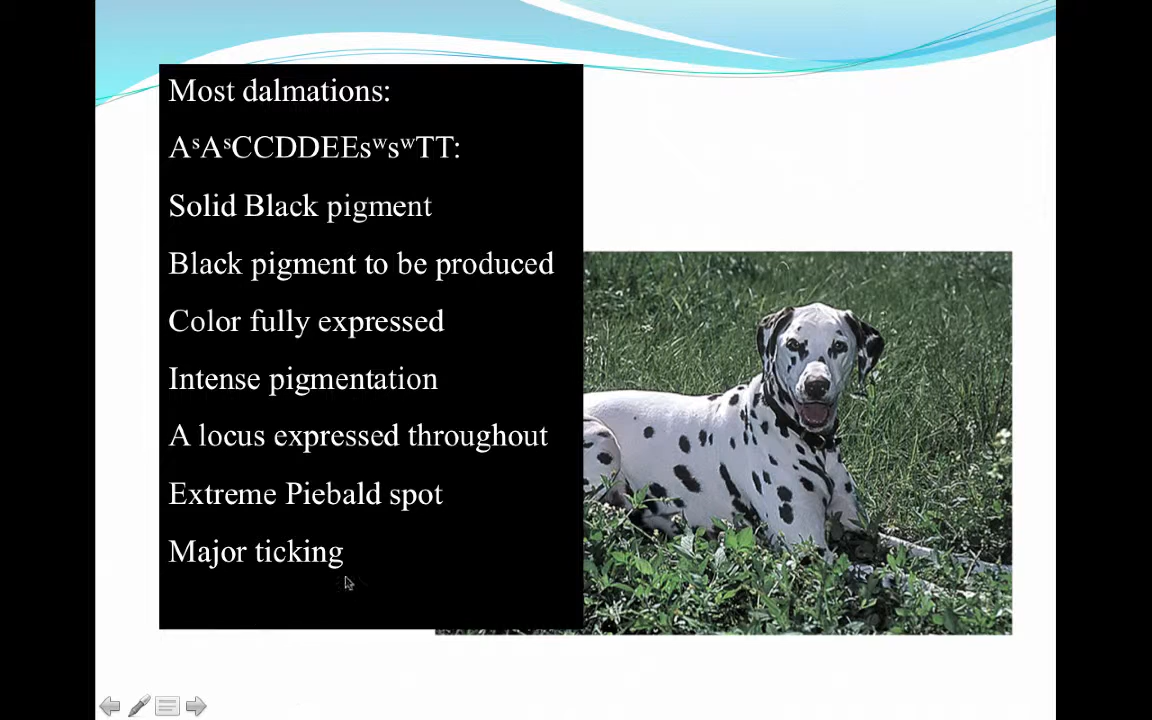 Most dalmations:
AˢAˢCCDDEEsʷsʷTT:
Solid Black pigment
Black pigment to be produced
Color fully expressed
Intense pigmentation
A locus expressed throughout
Extreme Piebald spot
Major ticking